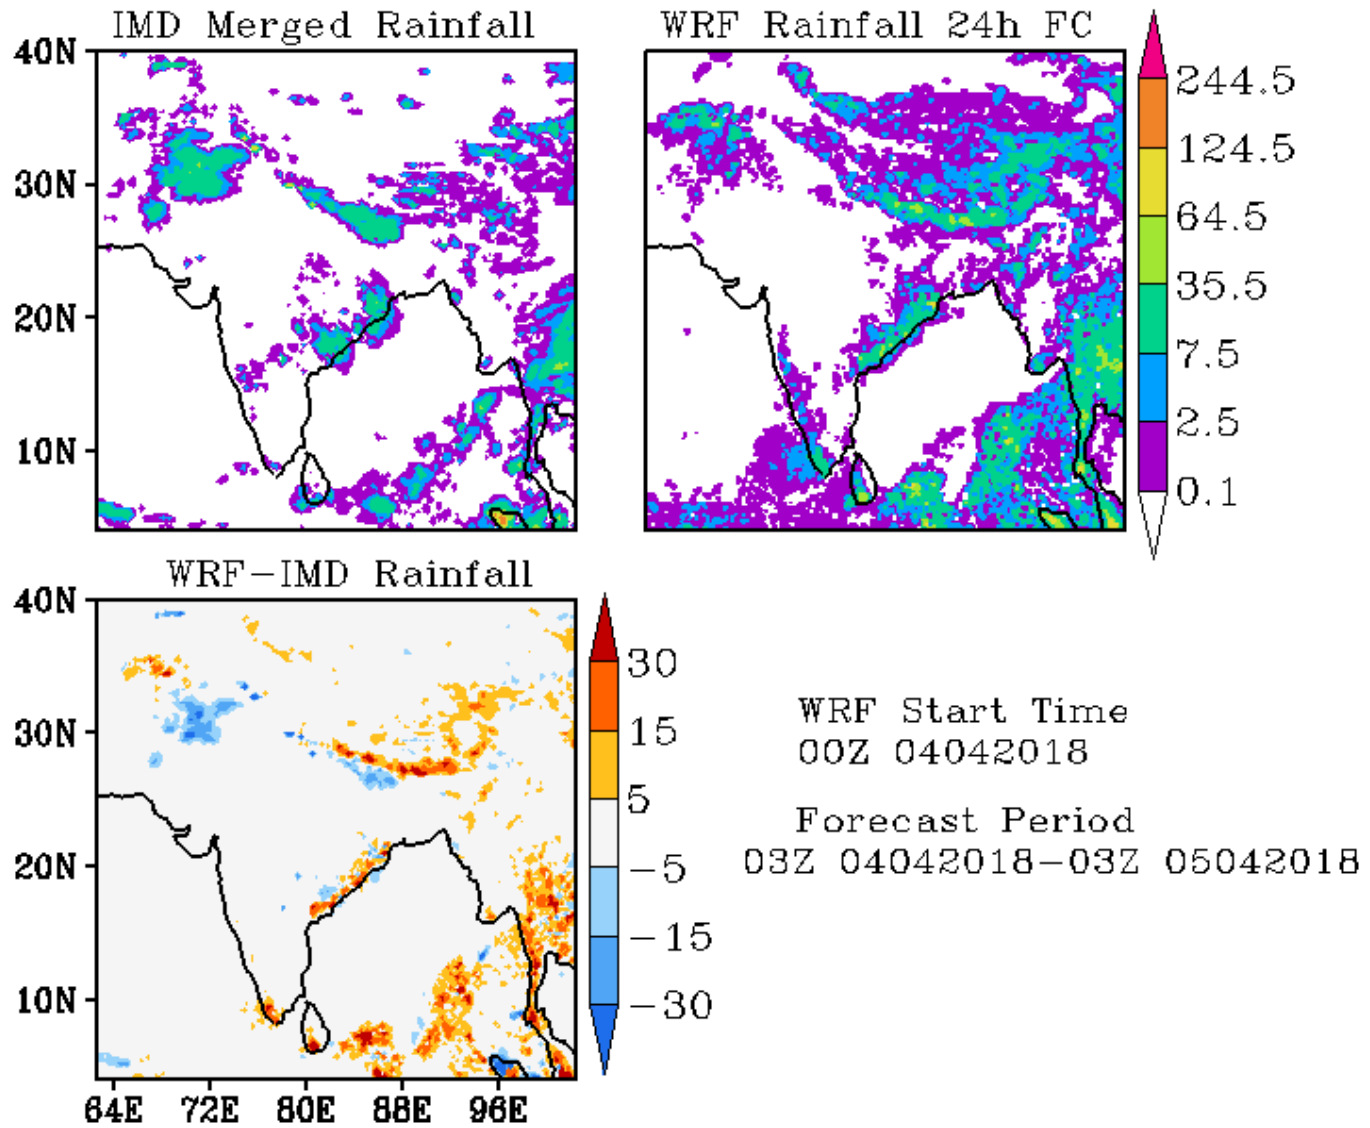 IMD Merged Rainfall
WRF Rainfall 24h FC
40N
30N
20N
10N
244.5
124.5
64.5
35.5
7.5
2.5
0.1
WRF-IMD Rainfall
40N
30N
20N
10N
64E 72E 80E 88E 96E
30
15
5
-5
-15
-30
WRF Start Time
00Z 04042018
Forecast Period
03Z 04042018-03Z 05042018